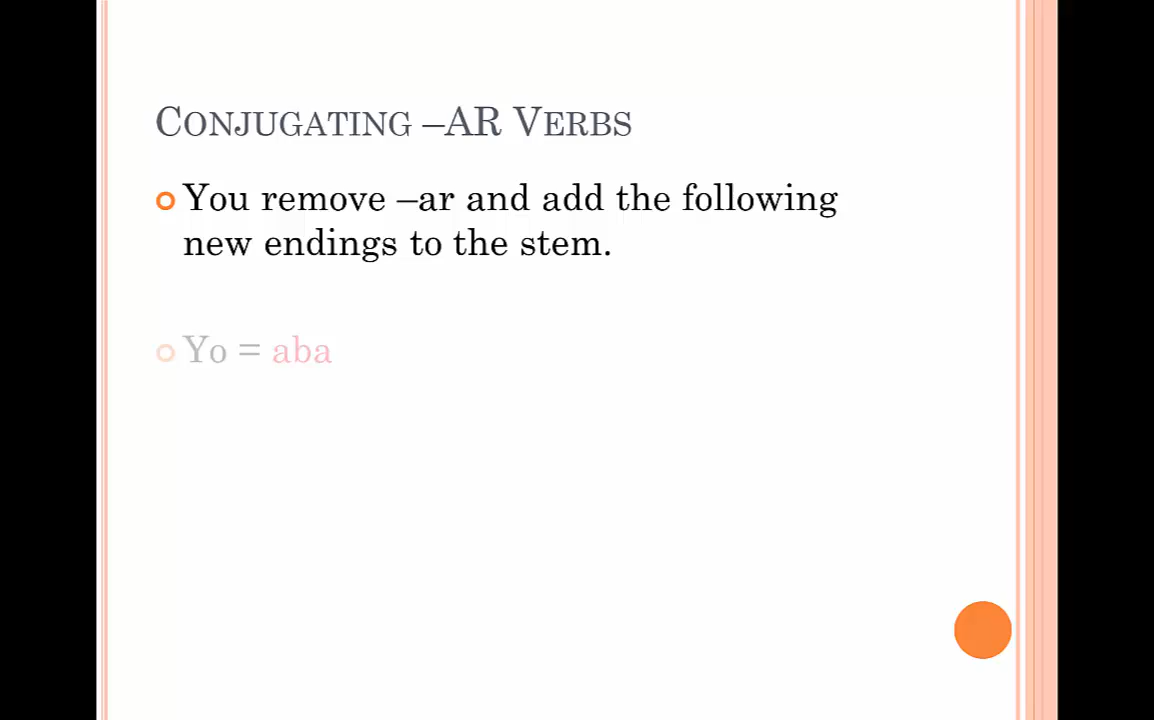 Conjugating –AR Verbs
You remove –ar and add the following
new endings to the stem.
Yo = aba